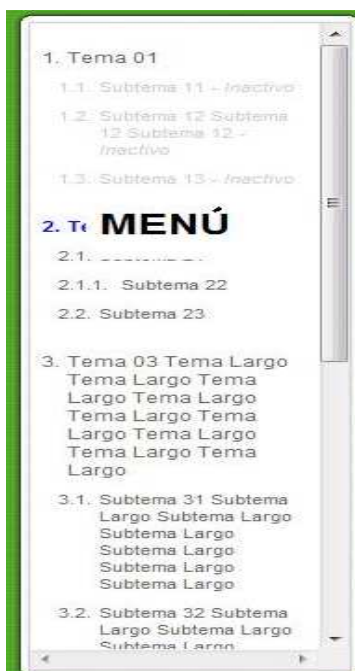 1. Tema 01
1.1. Subtema 11 - Inactivo
1.2. Subtema 12 Subtema
12 Subtema 12 -
Inactivo
1.3. Subtema 13 - Inactivo
2. Te
MENÚ
2.1.
2.1.1. Subtema 22
2.2. Subtema 23
3. Tema 03 Tema Largo
Tema Largo Tema
Largo Tema Largo
Tema Largo Tema
Largo Tema Largo
Tema Largo Tema
Largo
3.1. Subtema 31 Subtema
Largo Subtema Largo
Subtema Largo
Subtema Largo
Subtema Largo
Subtema Largo
3.2. Subtema 32 Subtema
Largo Subtema Largo
Subtema Largo